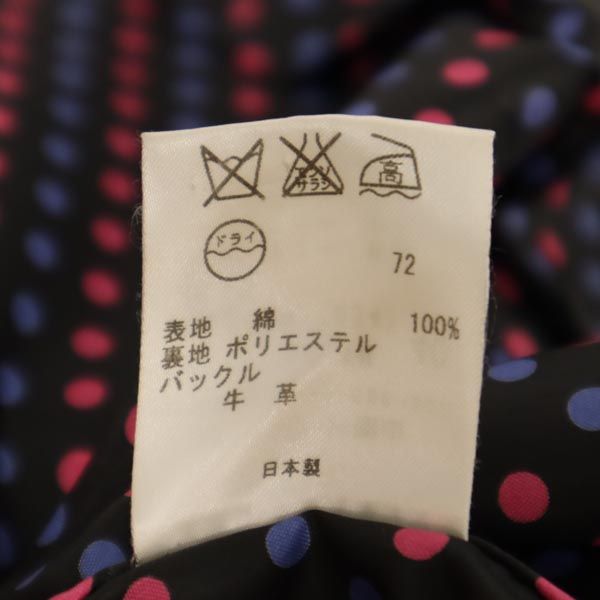 エンソ
サラシ
高
ドライ
72
表地 綿 100%
裏地 ポリエステル
バックル
牛 革
日本製